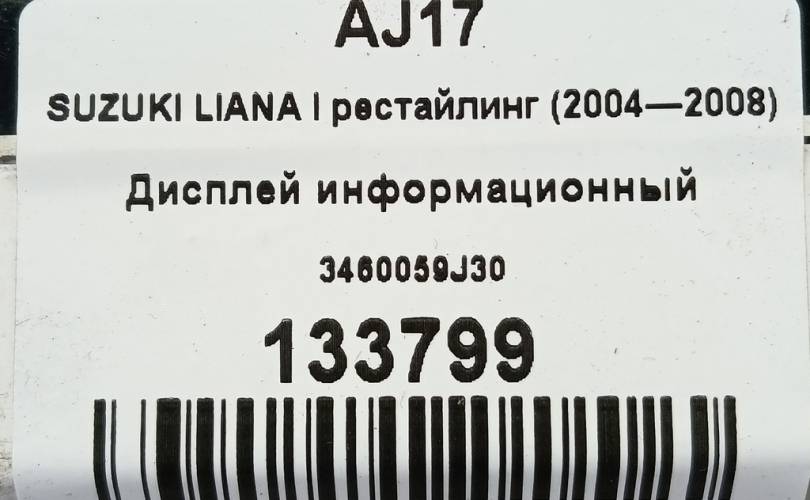 AJ17
SUZUKI LIANA I рестайлинг (2004—2008)
Дисплей информационный
3460059J30
133799